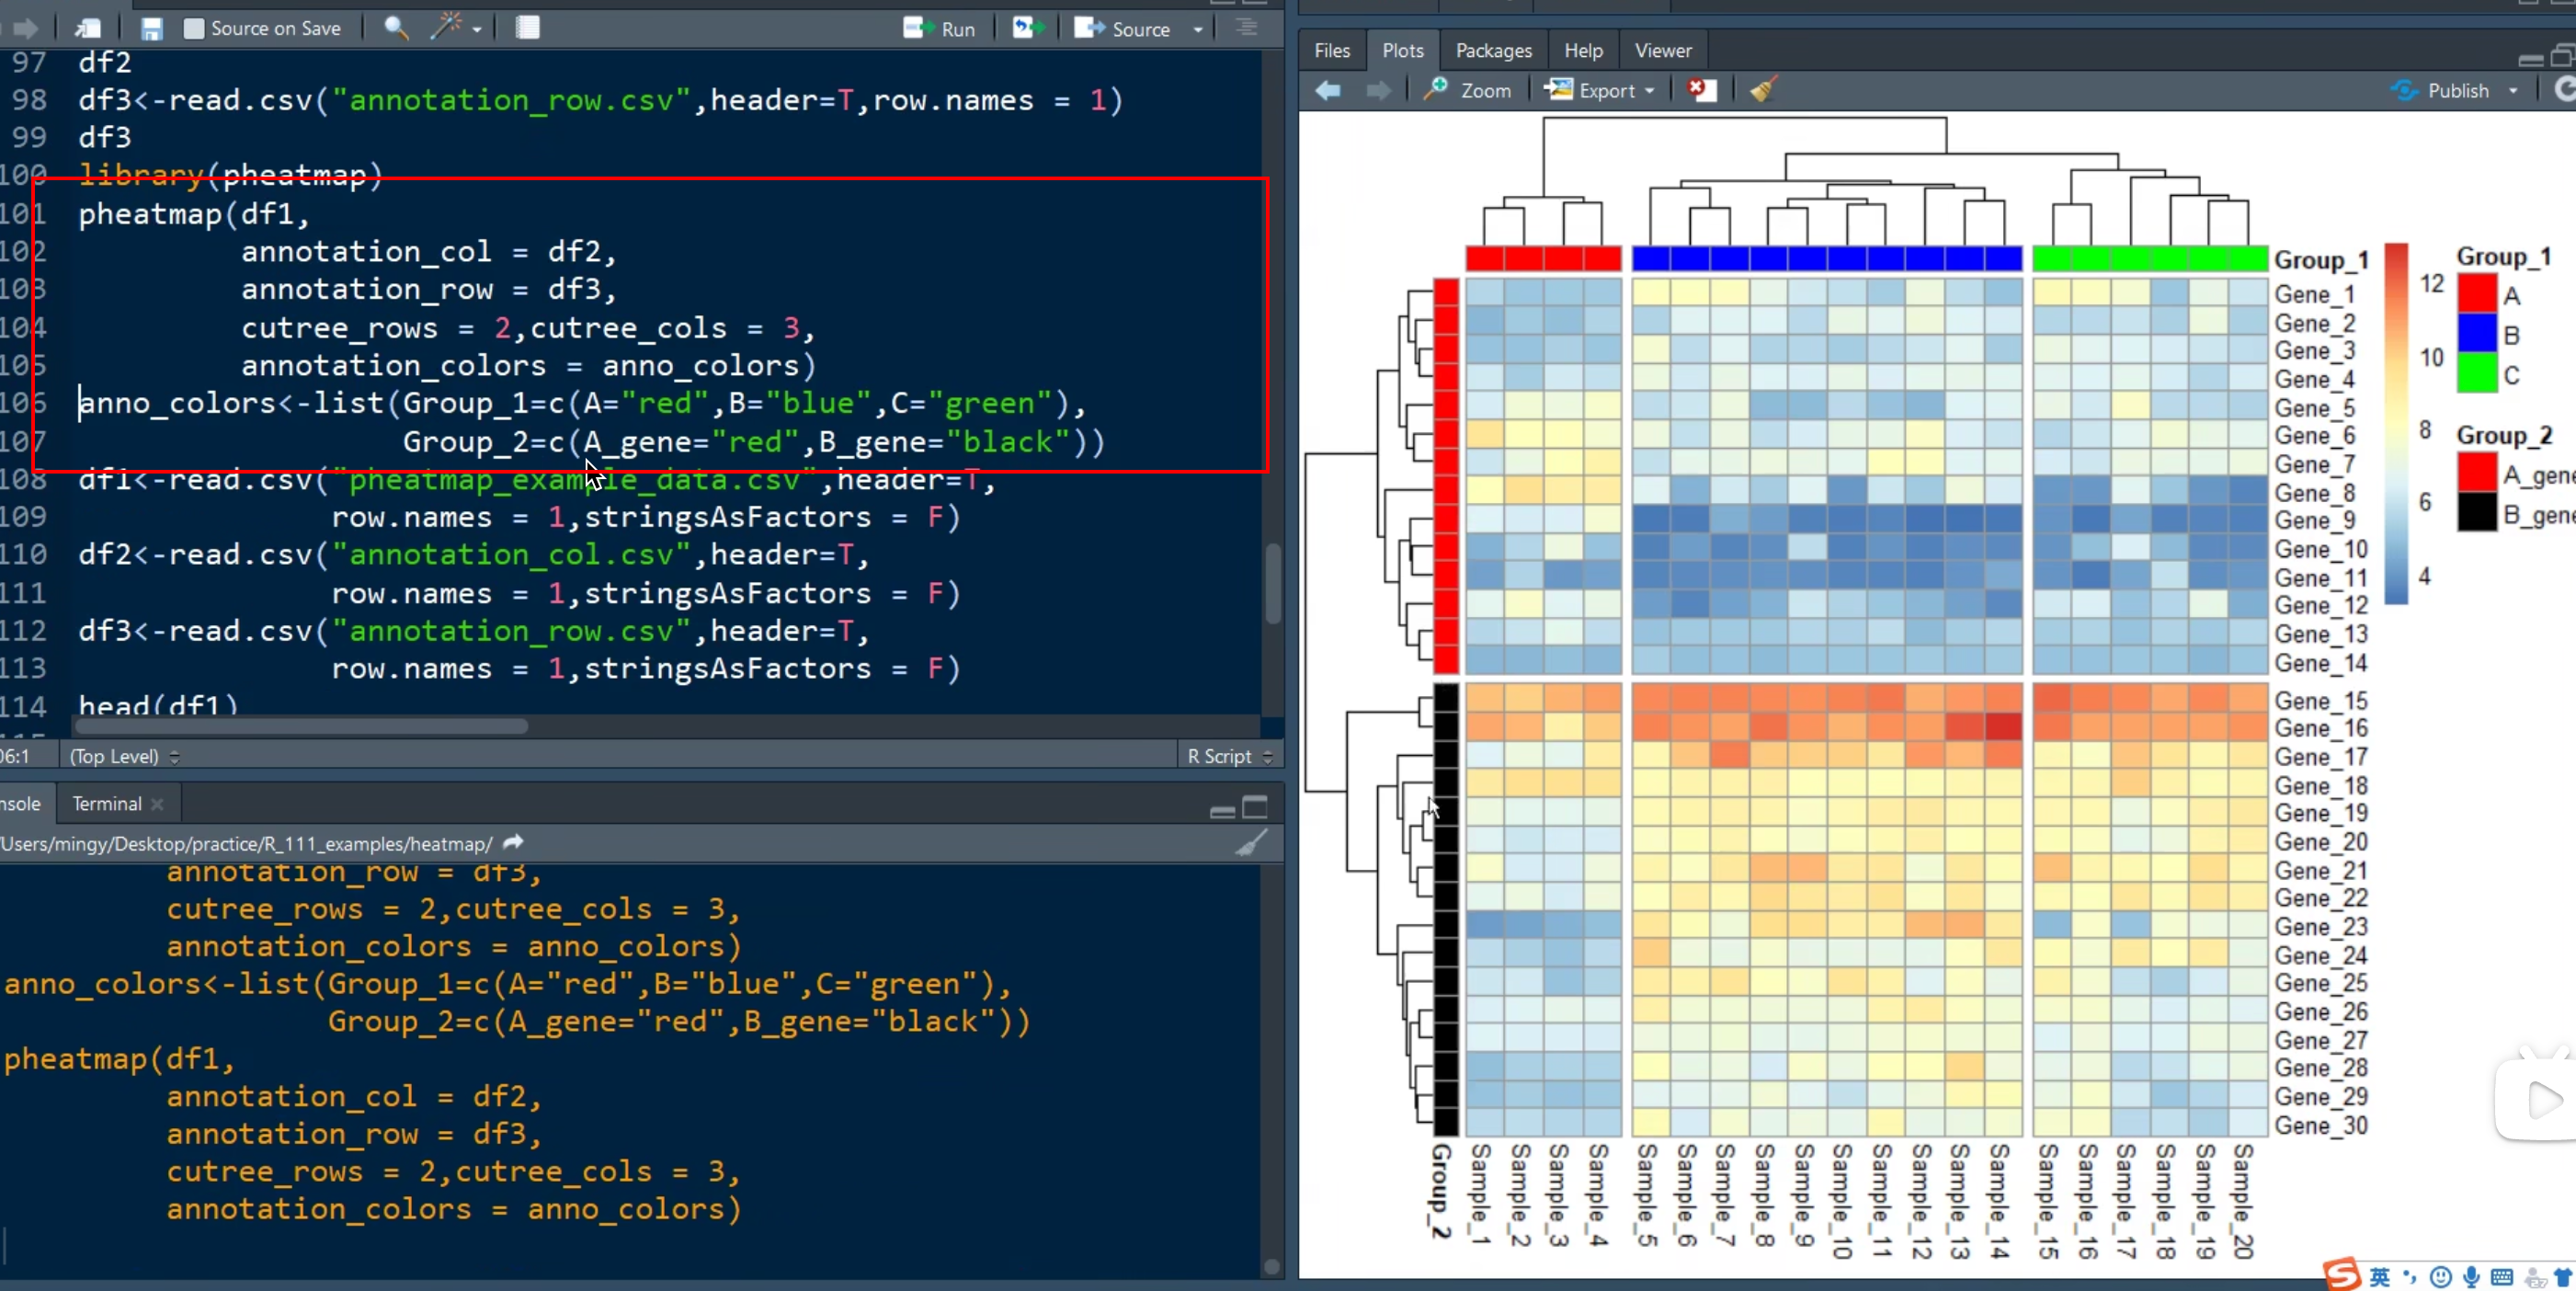 Source on Save
Run
Source
97 df2
98 df3<-read.csv("annotation_row.csv",header=T,row.names = 1)
99 df3
100 library(pheatmap)
101 pheatmap(df1,
102 annotation_col = df2,
103 annotation_row = df3,
104 cutree_rows = 2,cutree_cols = 3,
105 annotation_colors = anno_colors)
106 anno_colors<-list(Group_1=c(A="red",B="blue",C="green"),
107 Group_2=c(A_gene="red",B_gene="black"))
108 df1<-read.csv("pheatmap_example_data.csv",header=T,
109 row.names = 1,stringsAsFactors = F)
110 df2<-read.csv("annotation_col.csv",header=T,
111 row.names = 1,stringsAsFactors = F)
112 df3<-read.csv("annotation_row.csv",header=T,
113 row.names = 1,stringsAsFactors = F)
114 head(df1)
06:1 (Top Level) R Script
nsole Terminal
/Users/mingy/Desktop/practice/R_111_examples/heatmap/
annotation_row = df3,
cutree_rows = 2,cutree_cols = 3,
annotation_colors = anno_colors)
anno_colors<-list(Group_1=c(A="red",B="blue",C="green"),
Group_2=c(A_gene="red",B_gene="black"))
pheatmap(df1,
annotation_col = df2,
annotation_row = df3,
cutree_rows = 2,cutree_cols = 3,
annotation_colors = anno_colors)
Files Plots Packages Help Viewer
Zoom Export Publish
Group_1
Gene_1
Gene_2
Gene_3
Gene_4
Gene_5
Gene_6
Gene_7
Gene_8
Gene_9
Gene_10
Gene_11
Gene_12
Gene_13
Gene_14
Gene_15
Gene_16
Gene_17
Gene_18
Gene_19
Gene_20
Gene_21
Gene_22
Gene_23
Gene_24
Gene_25
Gene_26
Gene_27
Gene_28
Gene_29
Gene_30
12
10
8
6
4
Group_1
A
B
C
Group_2
A_gene
B_gene
Group_2
Sample_1
Sample_2
Sample_3
Sample_4
Sample_5
Sample_6
Sample_7
Sample_8
Sample_9
Sample_10
Sample_11
Sample_12
Sample_13
Sample_14
Sample_15
Sample_16
Sample_17
Sample_18
Sample_19
Sample_20
英